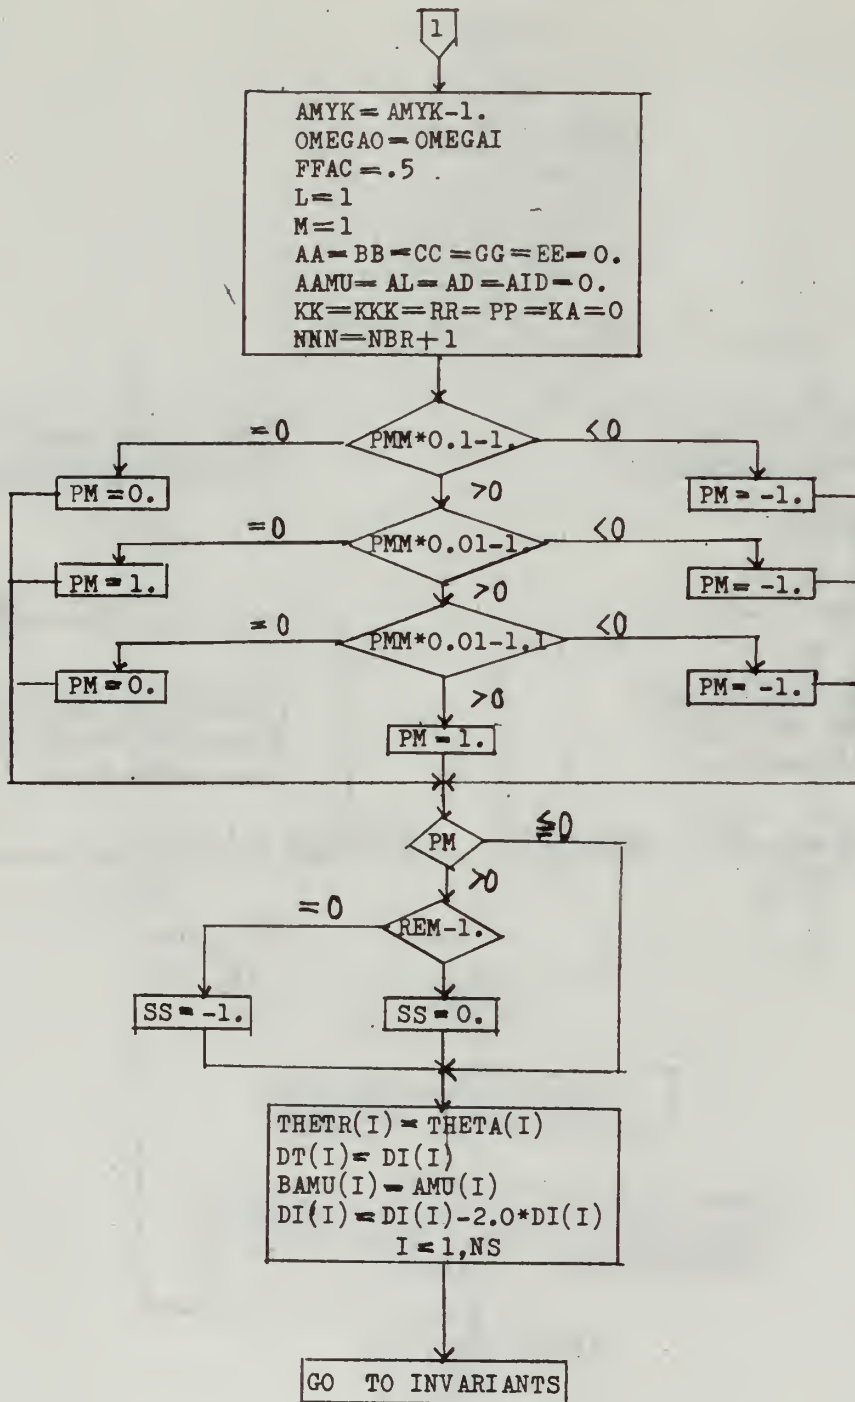 1
AMYK=AMYK-1.
OMEGAO=OMEGAI
FFAC=.5
L=1
M=1
AA=BB=CC=GG=EE=0.
AAMU=AL=AD=AID=0.
KK=KKK=RR=PP=KA=0
NNN=NBR+1
=0
PMM*0.1-1.
<0
PM=0.
>0
PM=-1.
=0
PMM*0.01-1.
<0
PM=1.
>0
PM=-1.
=0
PMM*0.01-1.1
<0
PM=0.
>0
PM=-1.
PM=1.
PM
≦0
>0
=0
REM-1.
SS=-1.
SS=0.
THETR(I)=THETA(I)
DT(I)=DI(I)
BAMU(I)=AMU(I)
DI(I)=DI(I)-2.0*DI(I)
I=1,NS
GO TO INVARIANTS